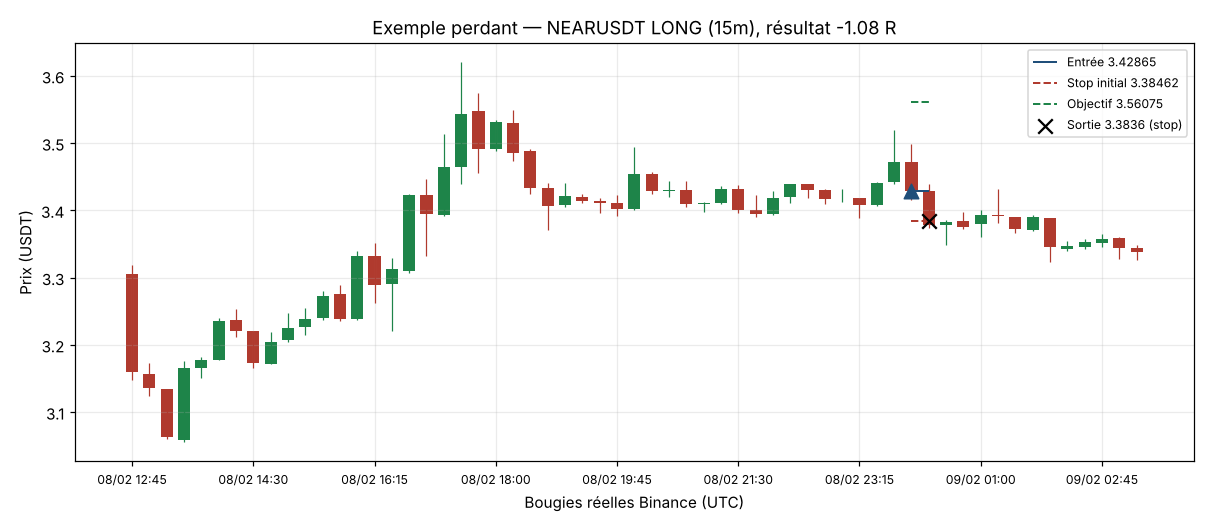 Exemple perdant — NEARUSDT LONG (15m), résultat -1.08 R
Entrée 3.42865
Stop initial 3.38462
Objectif 3.56075
Sortie 3.3836 (stop)
Prix (USDT)
3.6
3.5
3.4
3.3
3.2
3.1
08/02 12:45
08/02 14:30
08/02 16:15
08/02 18:00
08/02 19:45
08/02 21:30
08/02 23:15
09/02 01:00
09/02 02:45
Bougies réelles Binance (UTC)